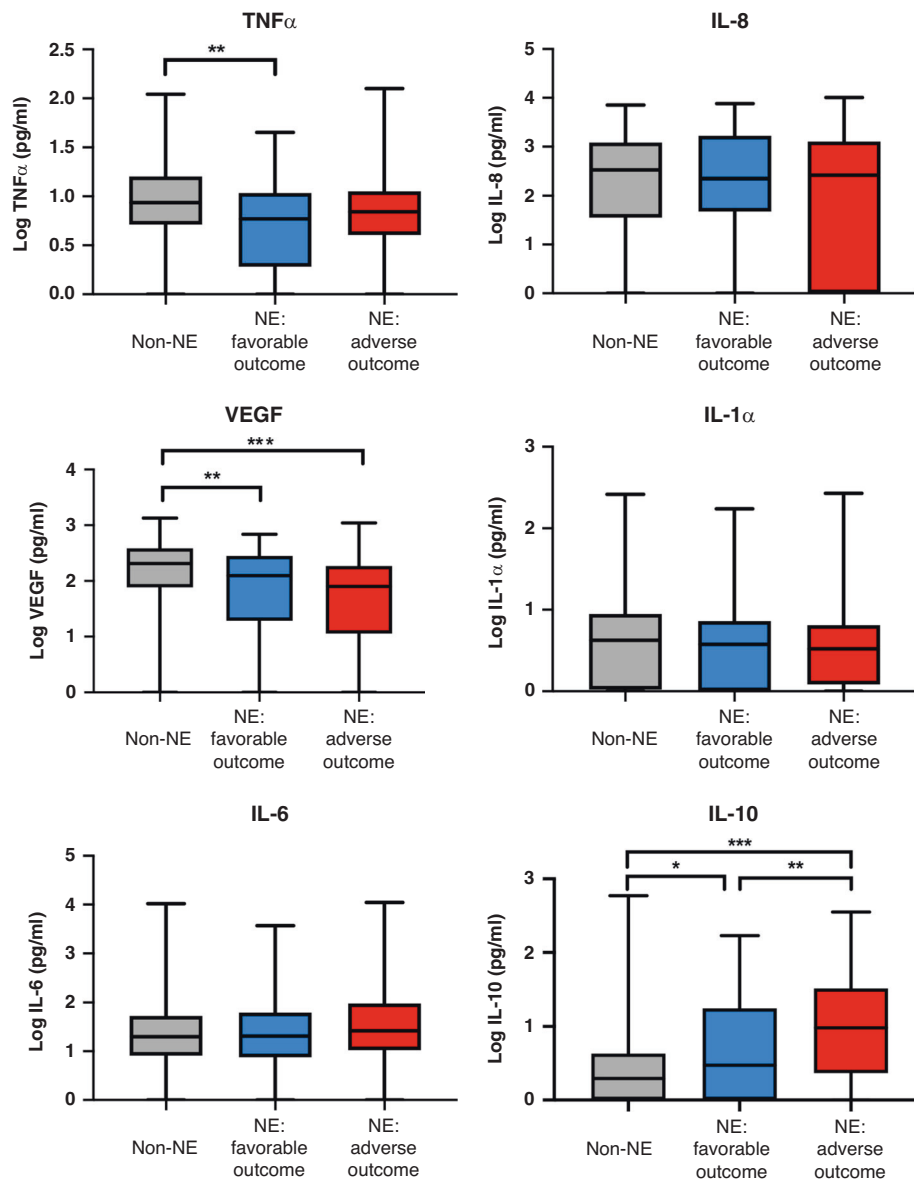 TNFα
**
2.5
2.0
1.5
1.0
0.5
0.0
Log TNFα (pg/ml)
Non-NE
NE:
favorable
outcome
NE:
adverse
outcome
IL-8
5
4
3
2
1
0
Log IL-8 (pg/ml)
Non-NE
NE:
favorable
outcome
NE:
adverse
outcome
VEGF
***
**
4
3
2
1
0
Log VEGF (pg/ml)
Non-NE
NE:
favorable
outcome
NE:
adverse
outcome
IL-1α
3
2
1
0
Log IL-1α (pg/ml)
Non-NE
NE:
favorable
outcome
NE:
adverse
outcome
IL-6
5
4
3
2
1
0
Log IL-6 (pg/ml)
Non-NE
NE:
favorable
outcome
NE:
adverse
outcome
IL-10
***
*
**
3
2
1
0
Log IL-10 (pg/ml)
Non-NE
NE:
favorable
outcome
NE:
adverse
outcome